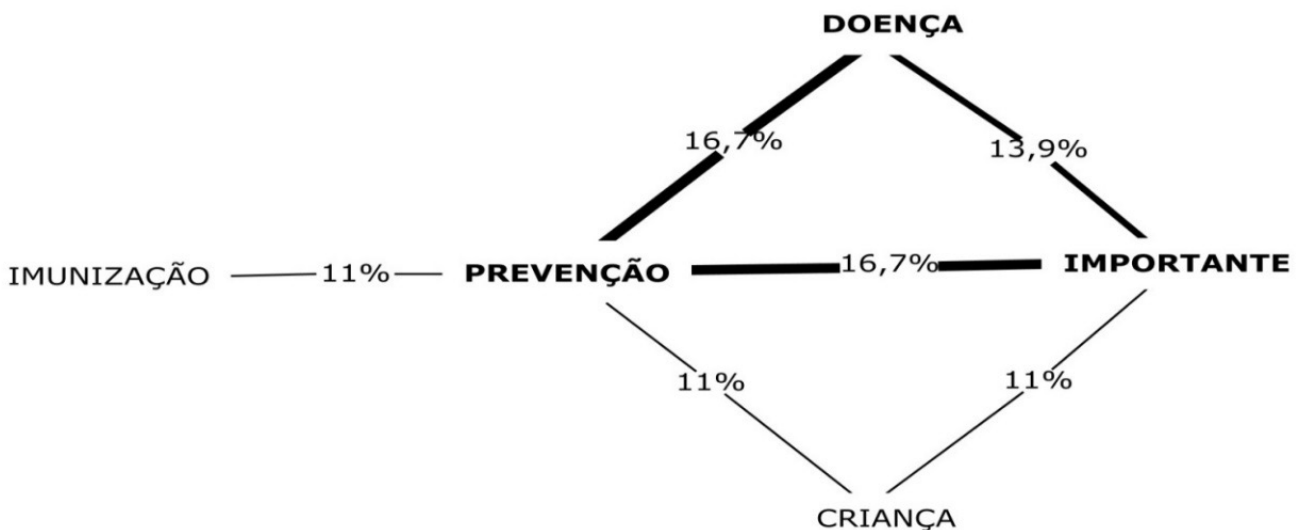 DOENÇA
16,7%
13,9%
IMUNIZAÇÃO
11%
PREVENÇÃO
16,7%
IMPORTANTE
11%
11%
CRIANÇA